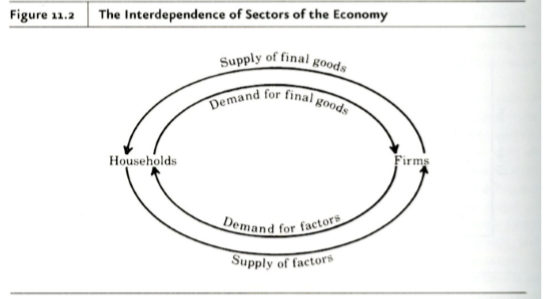 Figure 11.2 The Interdependence of Sectors of the Economy
Supply of final goods
Demand for final goods
Households
Firms
Demand for factors
Supply of factors